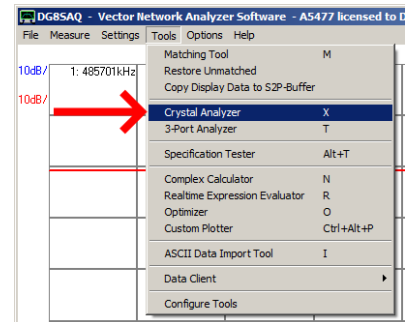 DG8SAQ - Vector Network Analyzer Software - A5477 licensed to D
File Measure Settings Tools Options Help
10dB/ 1: 485701kHz
10dB/
Matching Tool M
Restore Unmatched
Copy Display Data to S2P-Buffer
Crystal Analyzer X
3-Port Analyzer T
Specification Tester Alt+T
Complex Calculator N
Realtime Expression Evaluator R
Optimizer O
Custom Plotter Ctrl+Alt+P
ASCII Data Import Tool I
Data Client
Configure Tools